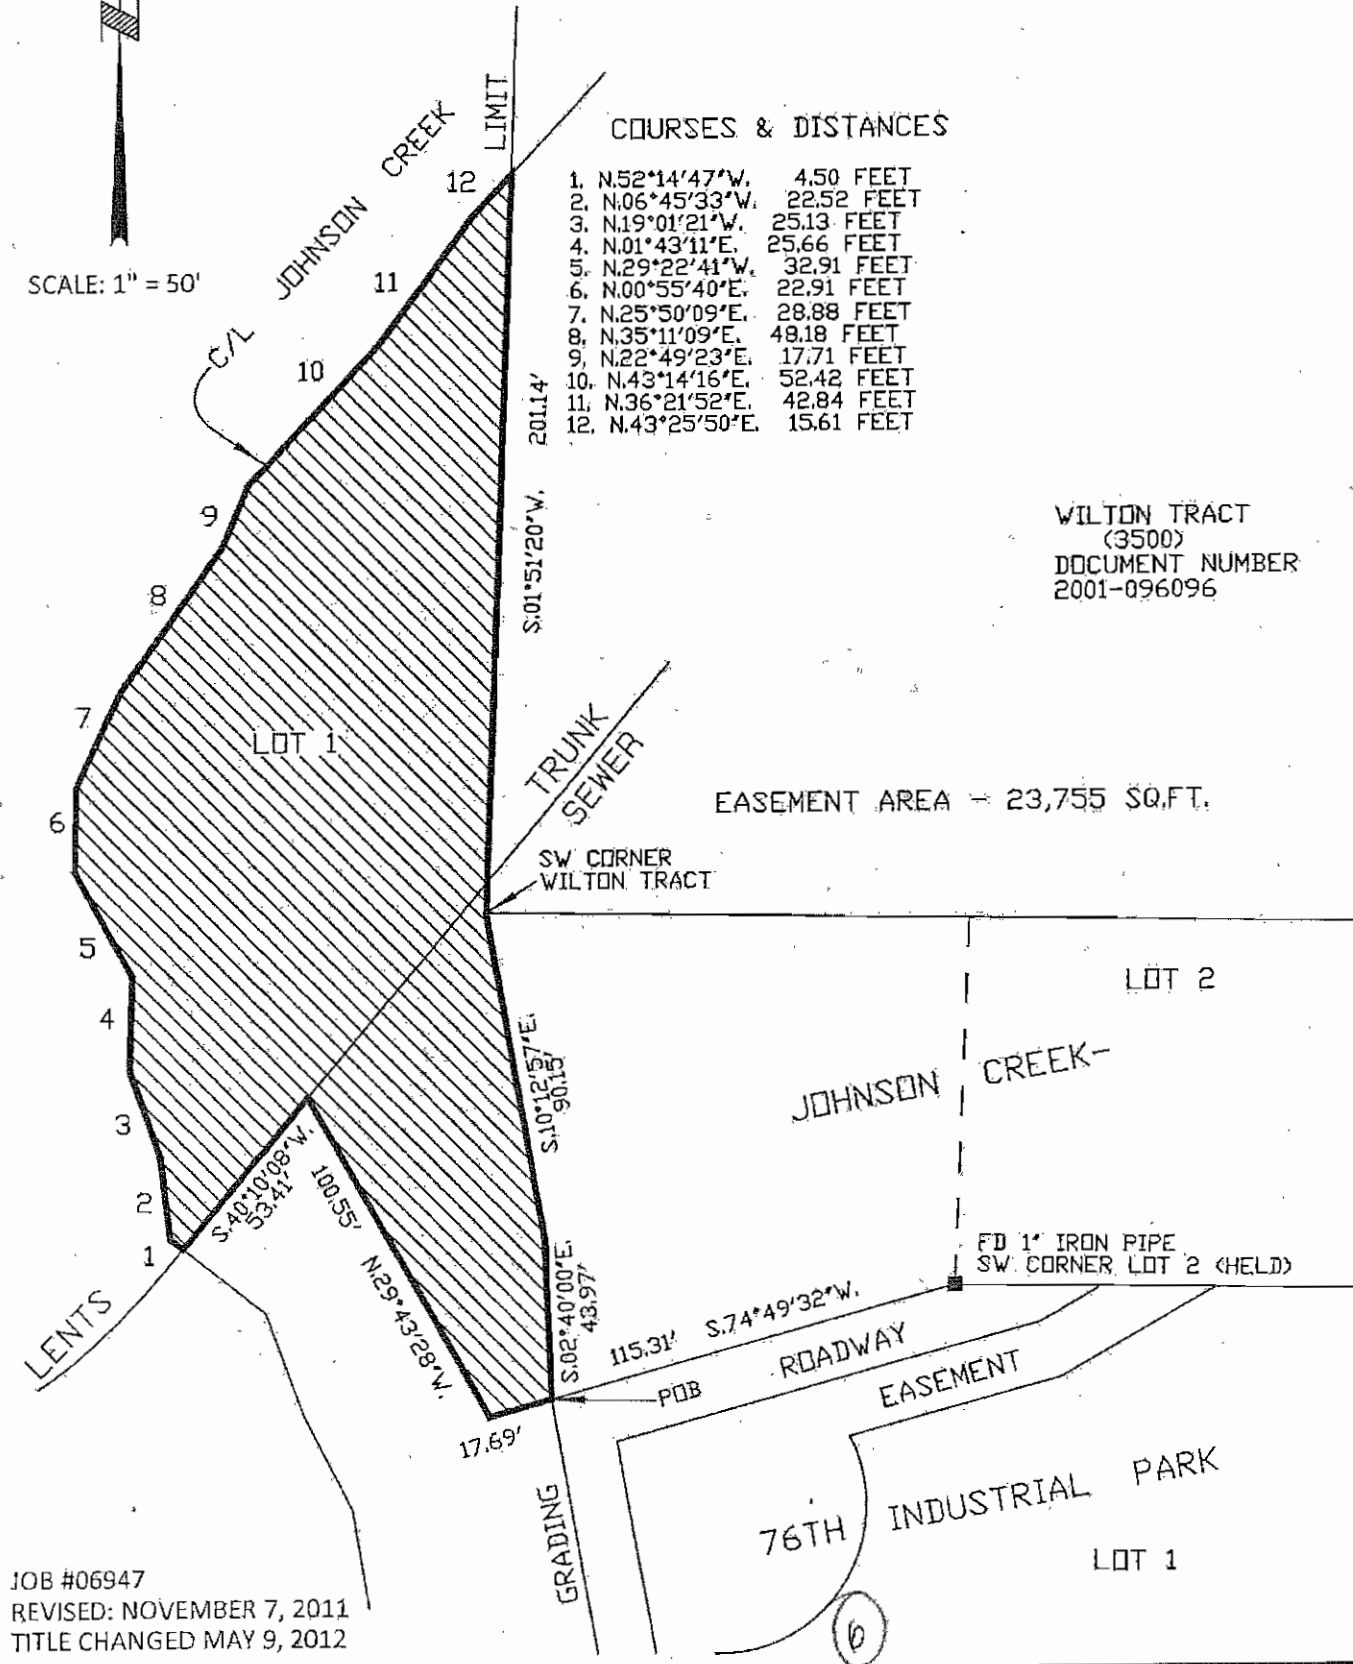 LIMIT
JOHNSON CREEK
C/L
SCALE: 1" = 50'
COURSES & DISTANCES
1. N.52°14'47"W. 4.50 FEET
2. N.06°45'33"W. 22.52 FEET
3. N.19°01'21"W. 25.13 FEET
4. N.01°43'11"E. 25.66 FEET
5. N.29°22'41"W. 32.91 FEET
6. N.00°55'40"E. 22.91 FEET
7. N.25°50'09"E. 28.88 FEET
8. N.35°11'09"E. 48.18 FEET
9. N.22°49'23"E. 17.71 FEET
10. N.43°14'16"E. 52.42 FEET
11. N.36°21'52"E. 42.84 FEET
12. N.43°25'50"E. 15.61 FEET
12
11
10
9
8
7
6
5
4
3
2
1
S.01°51'20"W. 201.14'
WILTON TRACT
(3500)
DOCUMENT NUMBER
2001-096096
LOT 1
TRUNK
SEWER
EASEMENT AREA - 23,755 SQ.FT.
SW CORNER
WILTON TRACT
LOT 2
JOHNSON CREEK-
S.10°12'57"E.
90.15'
S.40°10'08"W.
53.41'
100.55' N.29°43'28"W.
S.02°40'00"E.
43.97'
FD 1" IRON PIPE
SW CORNER LOT 2 (HELD)
115.31' S.74°49'32"W.
LENTS
ROADWAY
EASEMENT
POB
17.69'
GRADING
76TH INDUSTRIAL PARK
LOT 1
JOB #06947
REVISED: NOVEMBER 7, 2011
TITLE CHANGED MAY 9, 2012
6